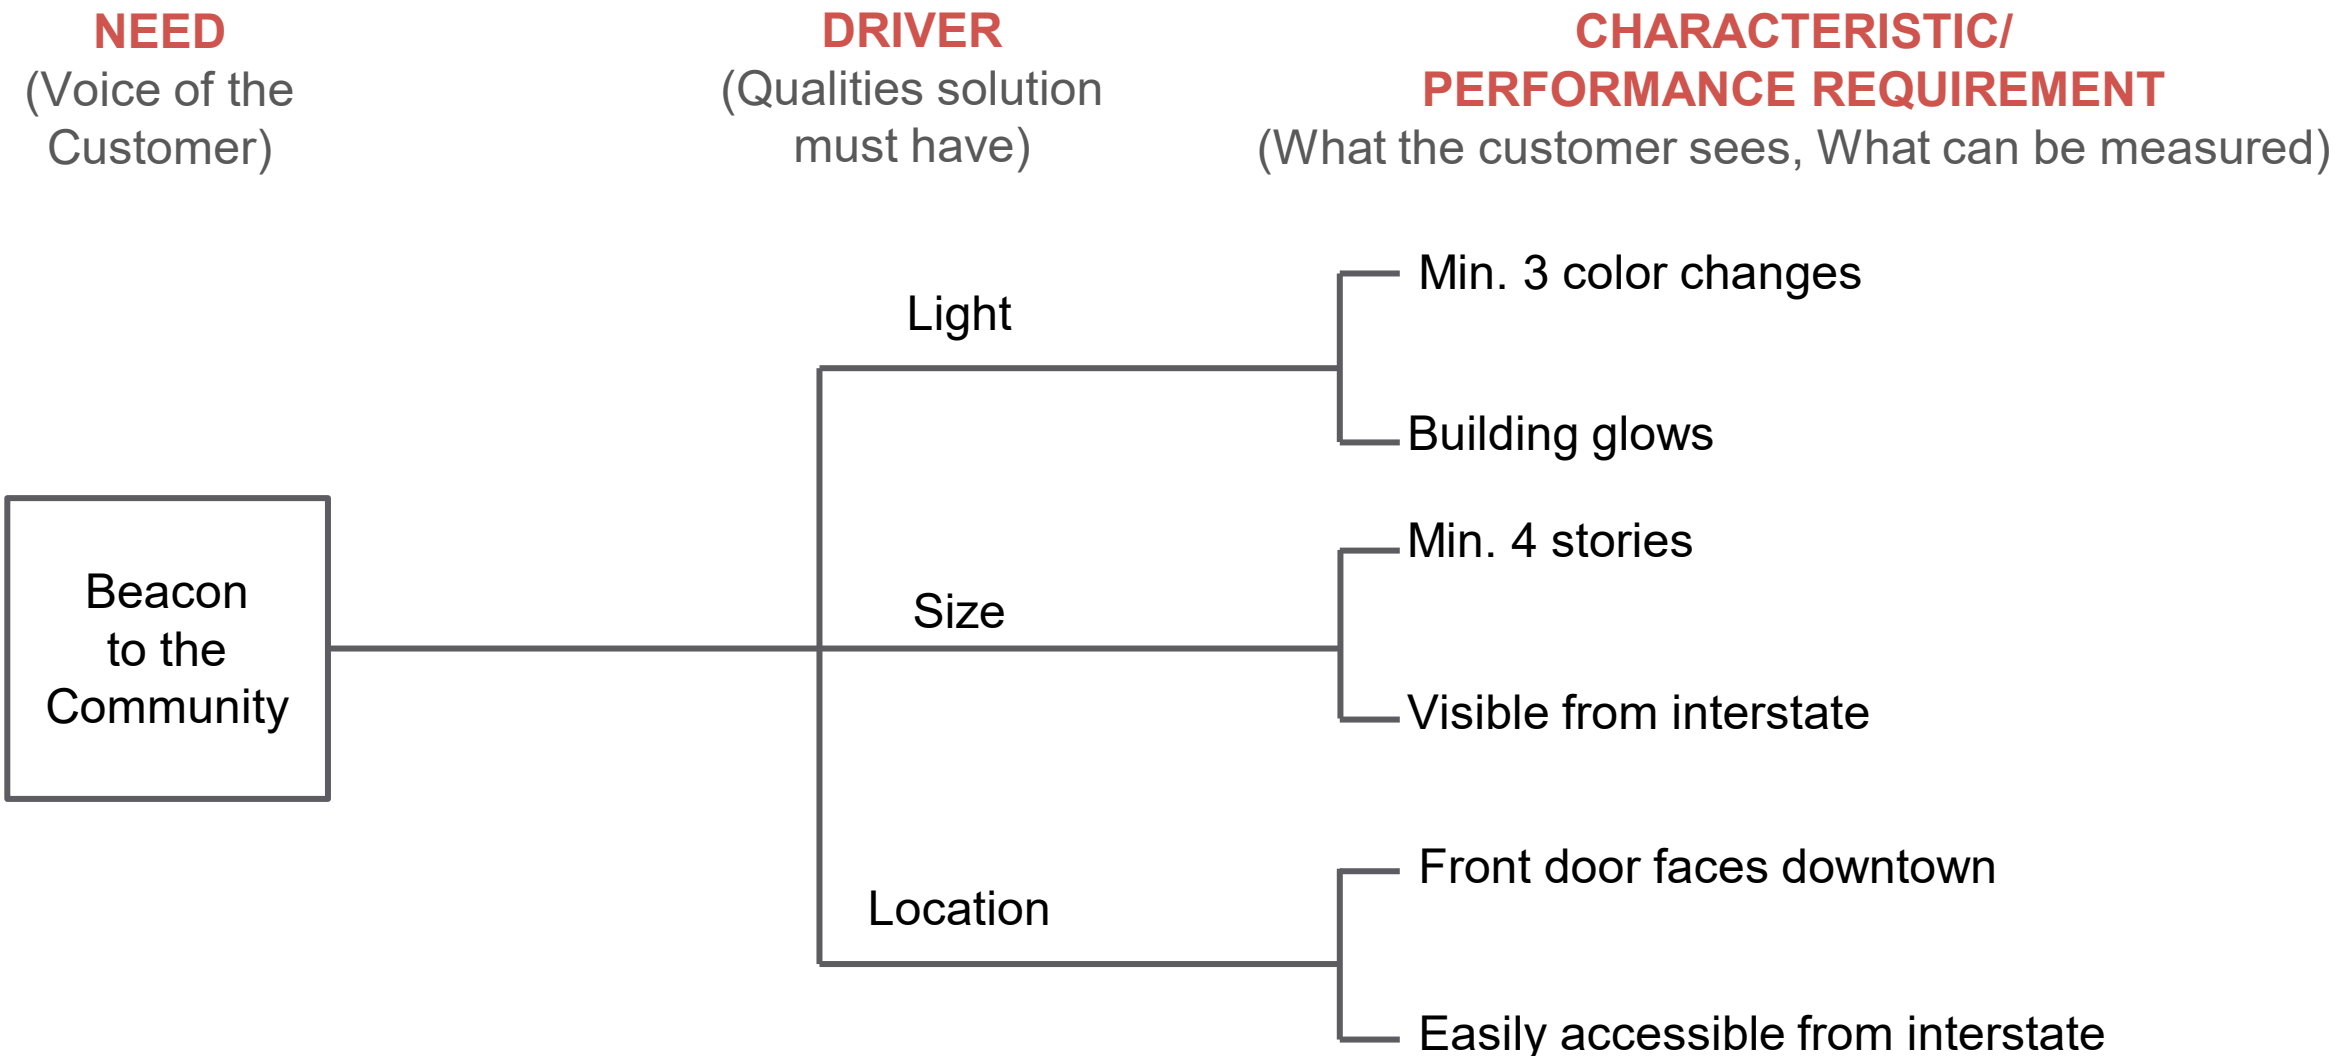 NEED
(Voice of the
Customer)
DRIVER
(Qualities solution
must have)
CHARACTERISTIC/
PERFORMANCE REQUIREMENT
(What the customer sees, What can be measured)
Beacon
to the
Community
Light
Min. 3 color changes
Building glows
Size
Min. 4 stories
Visible from interstate
Location
Front door faces downtown
Easily accessible from interstate